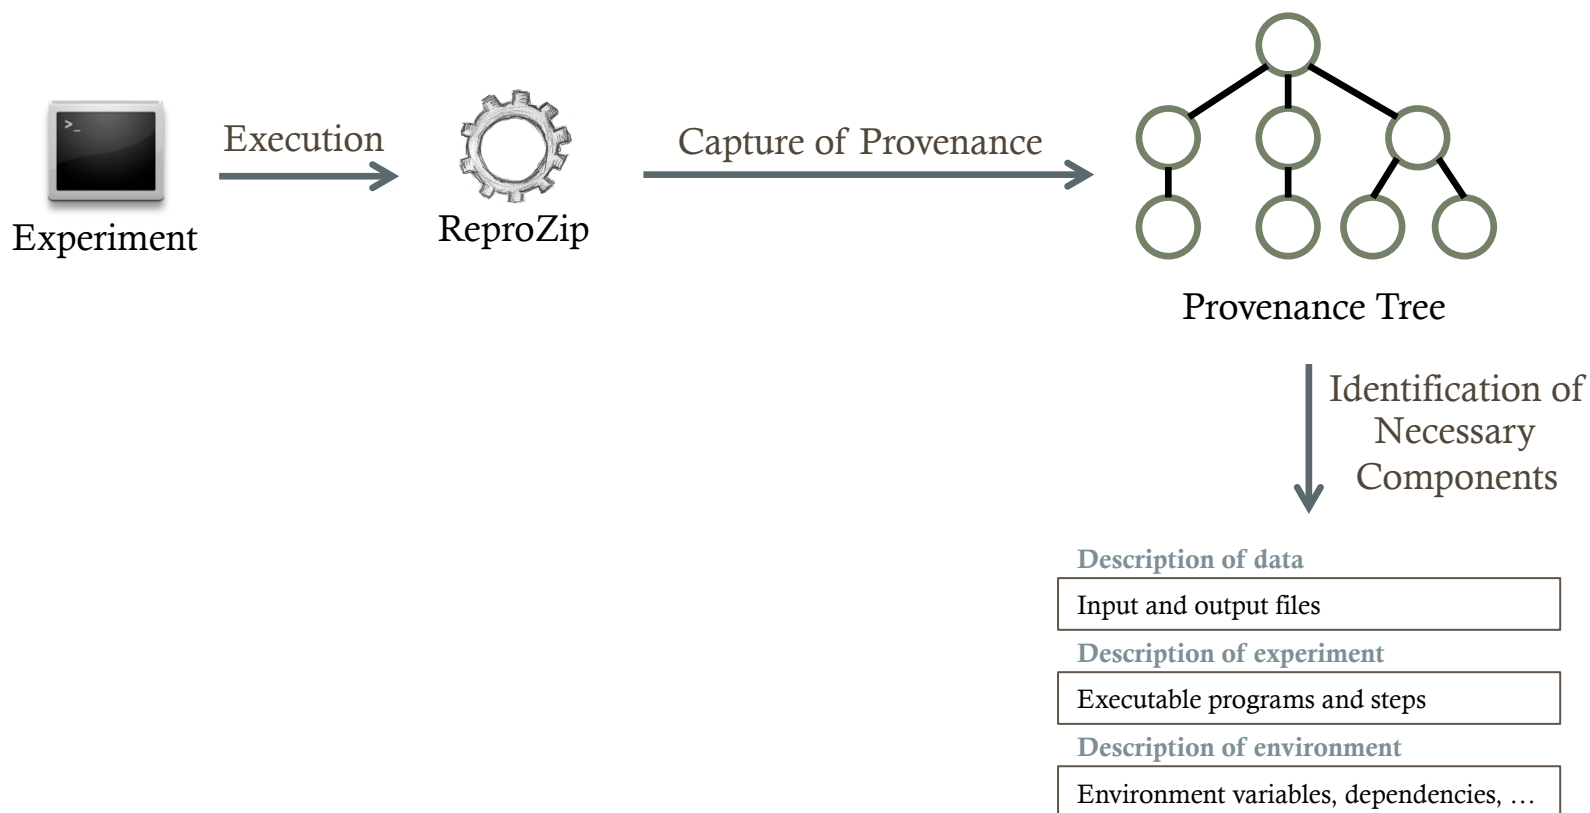 >_
Execution
Capture of Provenance
Experiment
ReproZip
Provenance Tree
Identification of
Necessary
Components
Description of data
Input and output files
Description of experiment
Executable programs and steps
Description of environment
Environment variables, dependencies, …